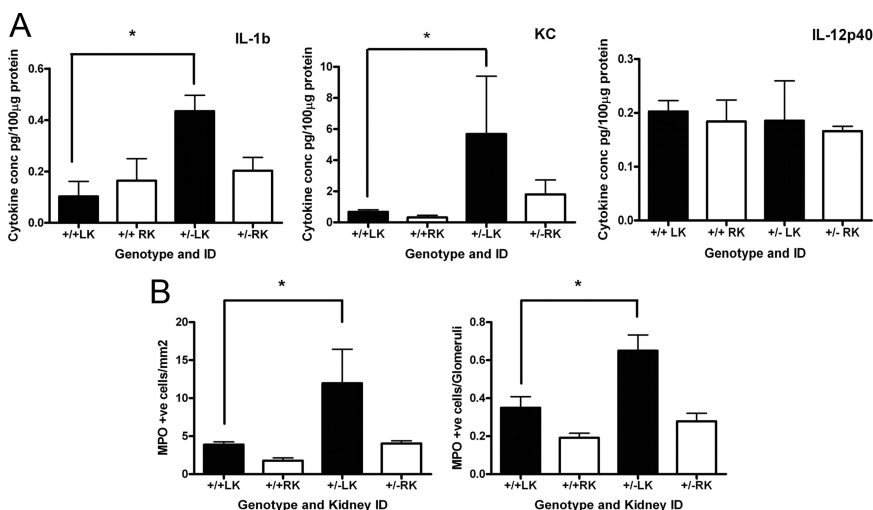 A
*
IL-1b
Cytokine conc pg/100µg protein
0.6
0.4
0.2
0.0
+/+LK
+/+ RK
+/-LK
+/-RK
Genotype and ID
*
KC
Cytokine conc pg/100µg protein
10
8
6
4
2
0
+/+LK
+/+RK
+/-LK
+/-RK
Genotype and ID
IL-12p40
Cytokine conc pg/100µg protein
0.3
0.2
0.1
0.0
+/+ LK
+/+ RK
+/- LK
+/- RK
Genotype and ID
B
*
MPO +ve cells/mm2
20
15
10
5
0
+/+LK
+/+RK
+/-LK
+/-RK
Genotype and Kidney ID
*
MPO +ve cells/Glomeruli
0.8
0.6
0.4
0.2
0.0
+/+LK
+/+RK
+/-LK
+/-RK
Genotype and Kidney ID